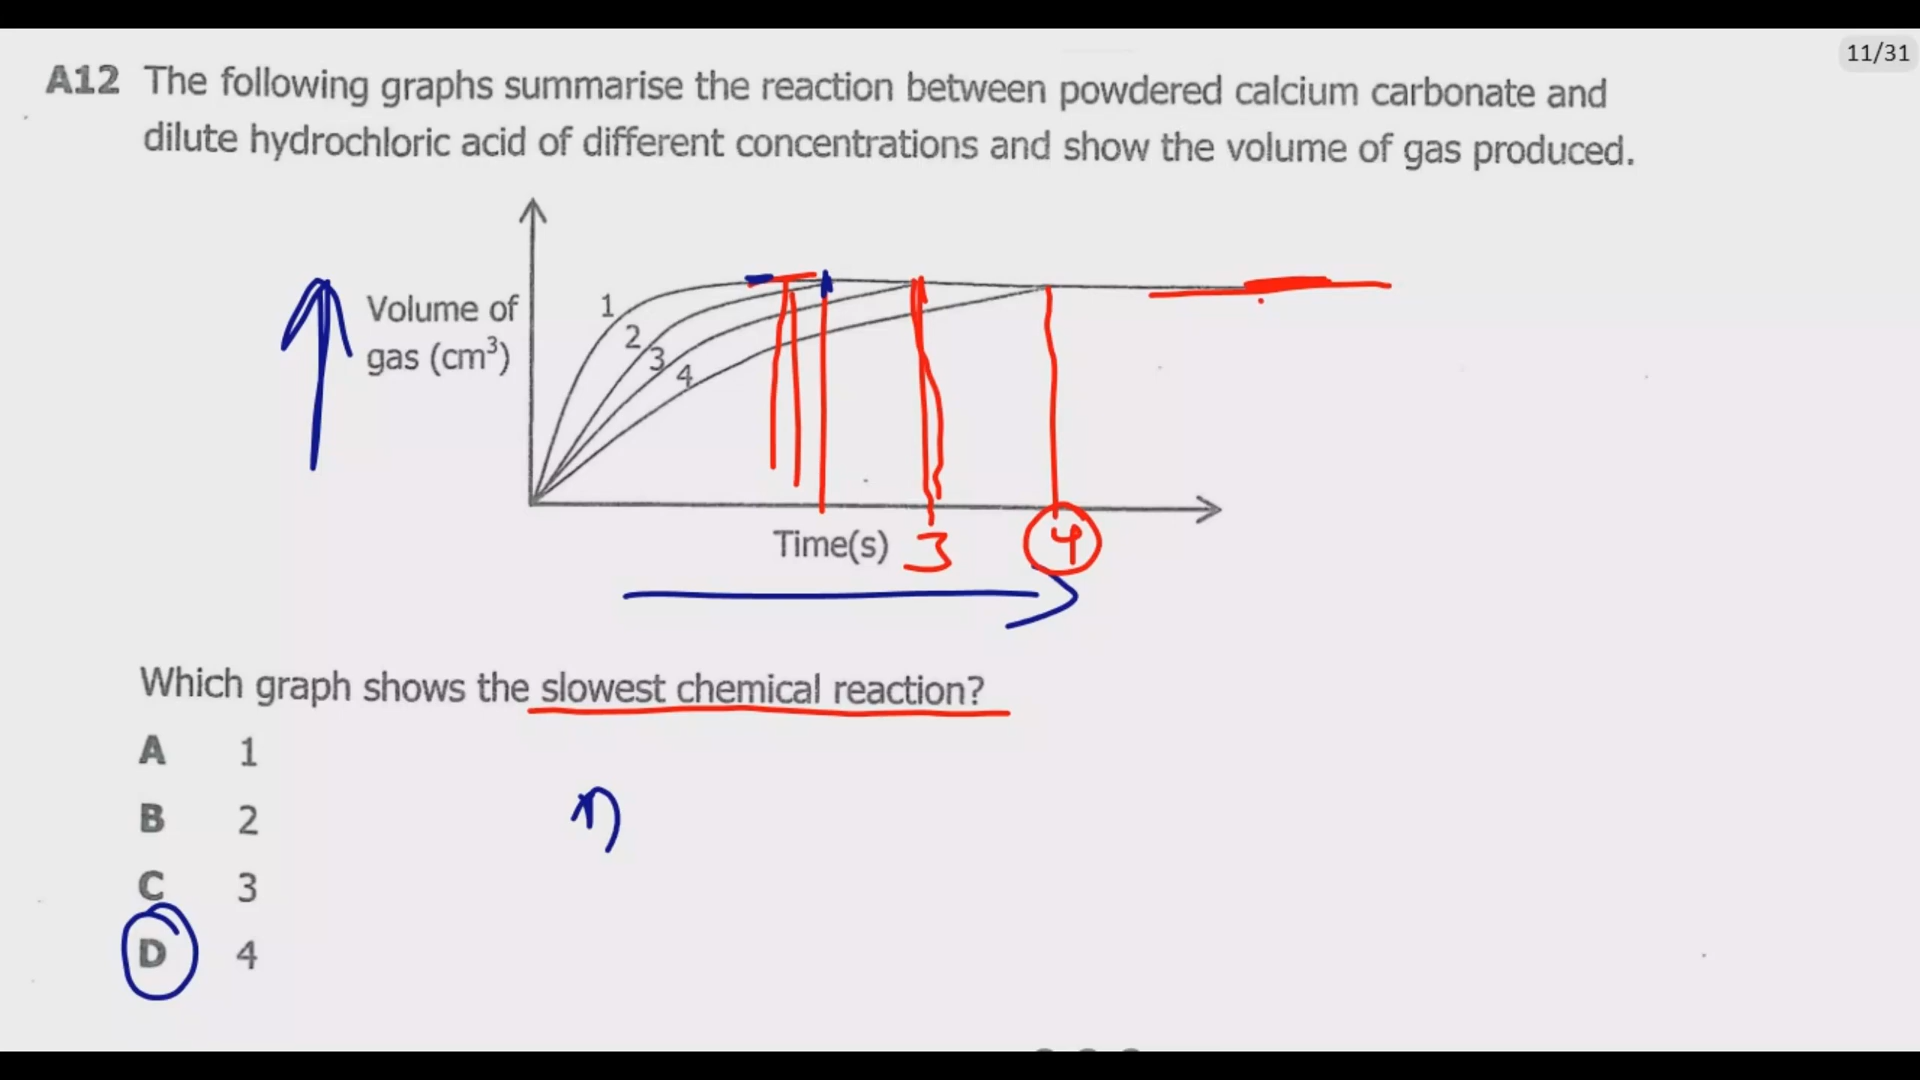 11/31
A12 The following graphs summarise the reaction between powdered calcium carbonate and
dilute hydrochloric acid of different concentrations and show the volume of gas produced.
Volume of
gas (cm³)
1
2
3
4
Time(s)
3
4
Which graph shows the slowest chemical reaction?
A 1
B 2
C 3
D 4